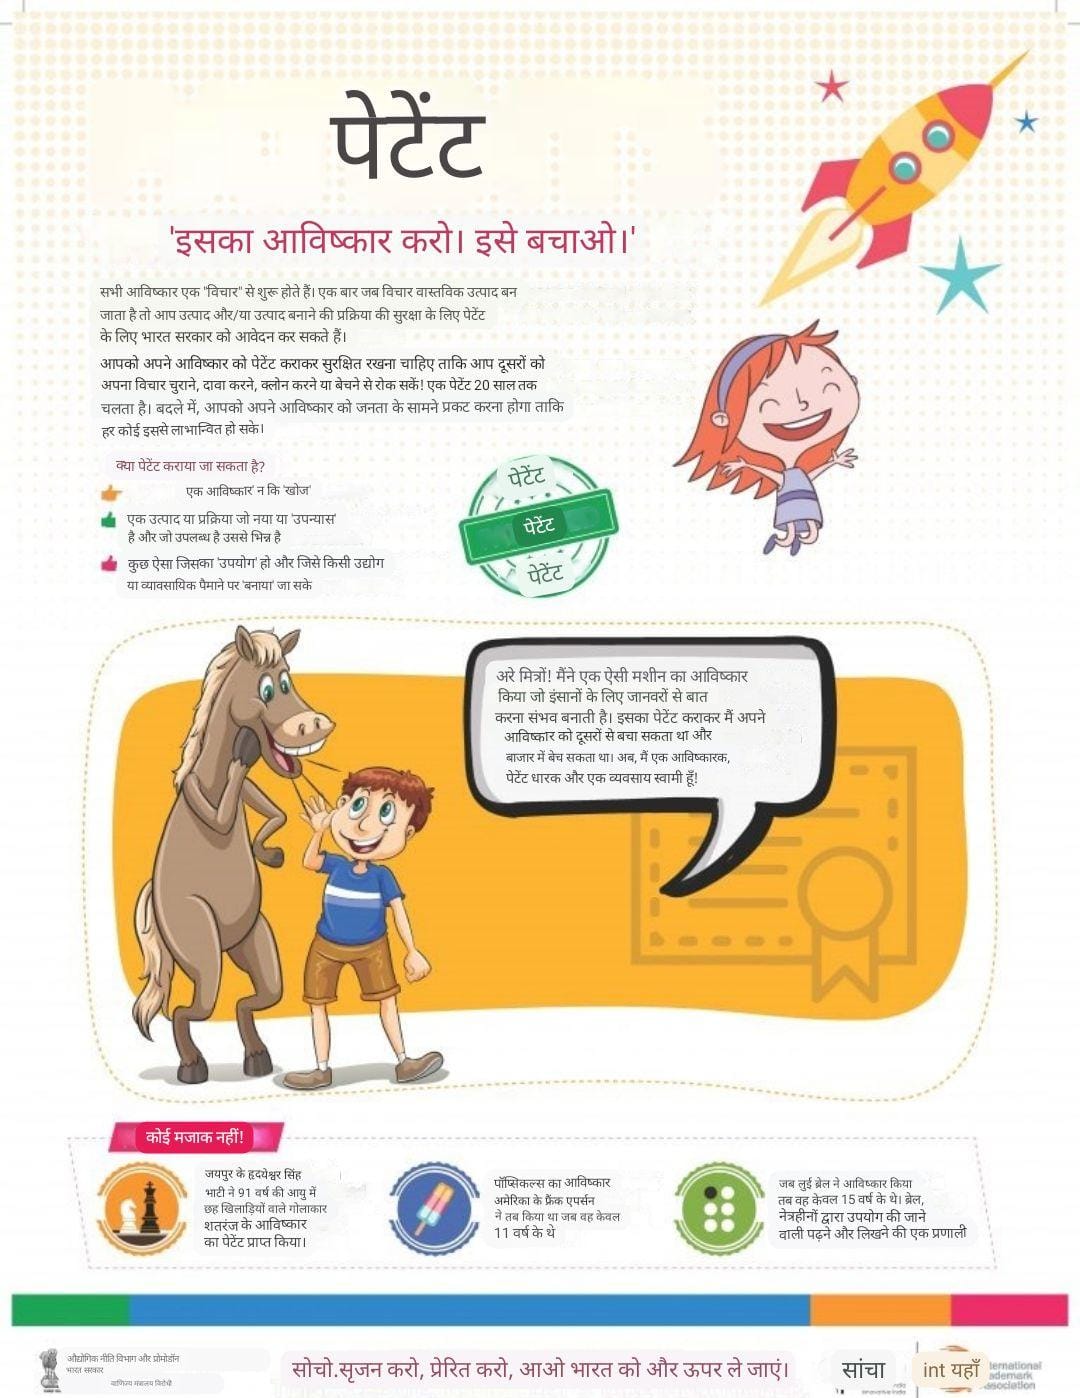 पेटेंट
'इसका आविष्कार करो। इसे बचाओ।'
सभी आविष्कार एक "विचार" से शुरू होते हैं। एक बार जब विचार वास्तविक उत्पाद बन
जाता है तो आप उत्पाद और/या उत्पाद बनाने की प्रक्रिया की सुरक्षा के लिए पेटेंट
के लिए भारत सरकार को आवेदन कर सकते हैं।
आपको अपने आविष्कार को पेटेंट कराकर सुरक्षित रखना चाहिए ताकि आप दूसरों को
अपना विचार चुराने, दावा करने, क्लोन करने या बेचने से रोक सकें! एक पेटेंट 20 साल तक
चलता है। बदले में, आपको अपने आविष्कार को जनता के सामने प्रकट करना होगा ताकि
हर कोई इससे लाभान्वित हो सके।
क्या पेटेंट कराया जा सकता है?
एक आविष्कार' न कि 'खोज'
एक उत्पाद या प्रक्रिया जो नया या 'उपन्यास'
है और जो उपलब्ध है उससे भिन्न है
कुछ ऐसा जिसका 'उपयोग' हो और जिसे किसी उद्योग
या व्यावसायिक पैमाने पर 'बनाया' जा सके
पेटेंट
पेटेंट
पेटेंट
अरे मित्रों! मैंने एक ऐसी मशीन का आविष्कार
किया जो इंसानों के लिए जानवरों से बात
करना संभव बनाती है। इसका पेटेंट कराकर मैं अपने
आविष्कार को दूसरों से बचा सकता था और
बाजार में बेच सकता था। अब, मैं एक आविष्कारक,
पेटेंट धारक और एक व्यवसाय स्वामी हूँ!
कोई मजाक नहीं!
जयपुर के हृदयेश्वर सिंह
भाटी ने 91 वर्ष की आयु में
छह खिलाड़ियों वाले गोलाकार
शतरंज के आविष्कार
का पेटेंट प्राप्त किया।
पॉप्सिकल्स का आविष्कार
अमेरिका के फ्रैंक एपर्सन
ने तब किया था जब वह केवल
11 वर्ष के थे
जब लुई ब्रेल ने आविष्कार किया
तब वह केवल 15 वर्ष के थे। ब्रेल,
नेत्रहीनों द्वारा उपयोग की जाने
वाली पढ़ने और लिखने की एक प्रणाली
औद्योगिक नीति विभाग और प्रोमोडॉन
भारत सरकार
वाणिज्य मंत्रालय विरोधी
सोचो.सृजन करो, प्रेरित करो, आओ भारत को और ऊपर ले जाएं।
सांचा
int यहाँ